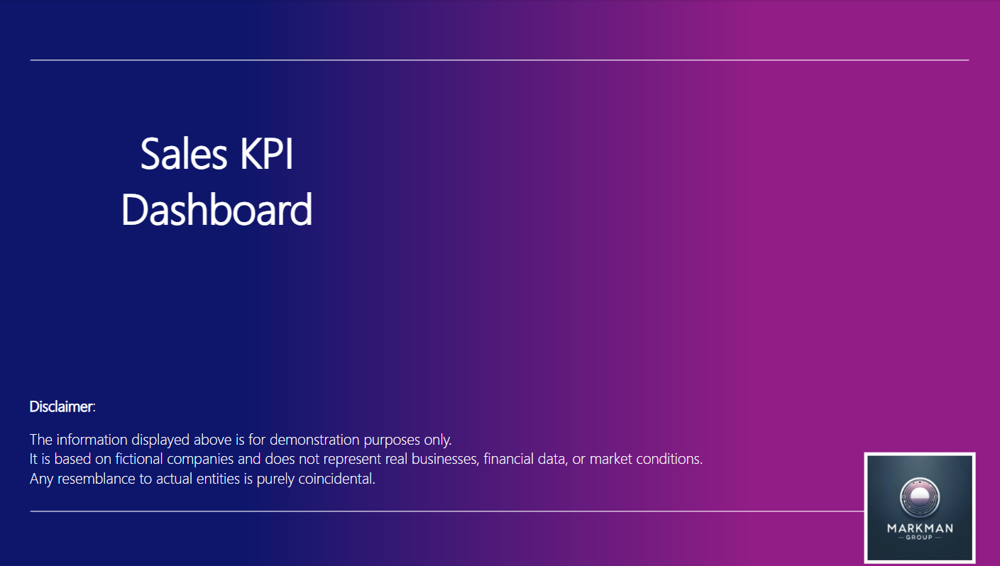 Sales KPI
Dashboard
Disclaimer:
The information displayed above is for demonstration purposes only.
It is based on fictional companies and does not represent real businesses, financial data, or market conditions.
Any resemblance to actual entities is purely coincidental.
MARKMAN
GROUP